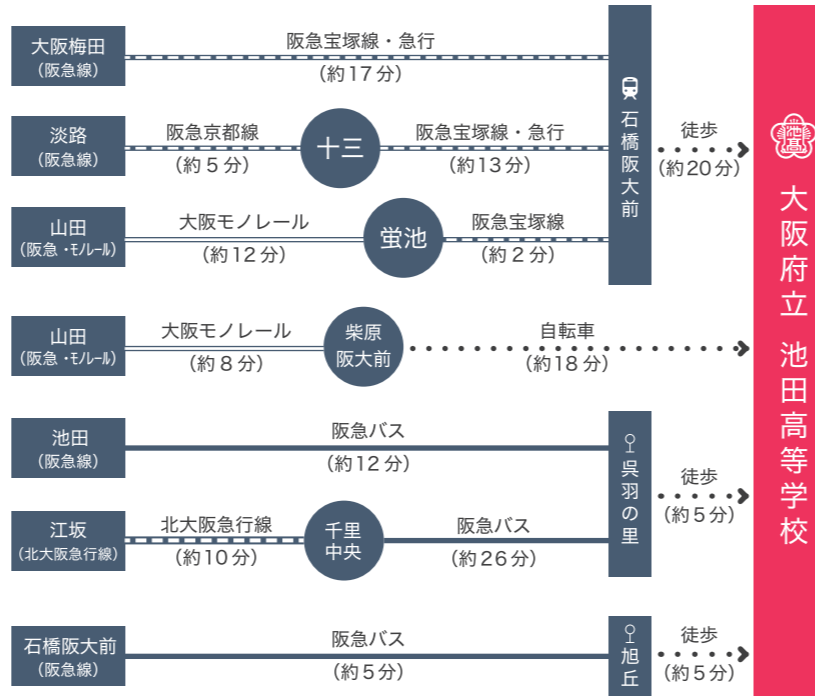 大阪梅田
(阪急線)
阪急宝塚線・急行
(約17分)
淡路
(阪急線)
阪急京都線
(約5分)
十三
阪急宝塚線・急行
(約13分)
山田
(阪急・モノレール)
大阪モノレール
(約12分)
蛍池
阪急宝塚線
(約2分)
石橋阪大前
徒歩
(約20分)
山田
(阪急・モノレール)
大阪モノレール
(約8分)
柴原
阪大前
自転車
(約18分)
池田
(阪急線)
阪急バス
(約12分)
江坂
(北大阪急行線)
北大阪急行線
(約10分)
千里
中央
阪急バス
(約26分)
呉羽の里
徒歩
(約5分)
石橋阪大前
(阪急線)
阪急バス
(約5分)
旭丘
徒歩
(約5分)
池高
大阪府立 池田高等学校